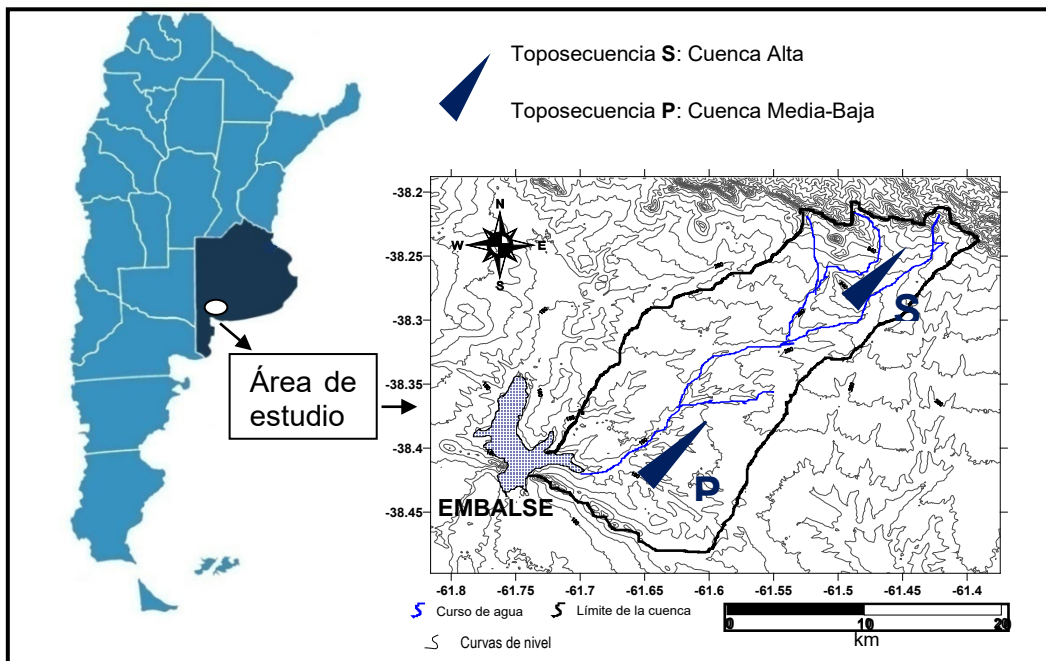 Toposecuencia S: Cuenca Alta
Toposecuencia P: Cuenca Media-Baja
Área de
estudio
-38.2
-38.25
-38.3
-38.35
-38.4
-38.45
N
W E
S
S
P
EMBALSE
-61.8 -61.75 -61.7 -61.65 -61.6 -61.55 -61.5 -61.45 -61.4
Curso de agua Límite de la cuenca
Curvas de nivel
0 10 20
km